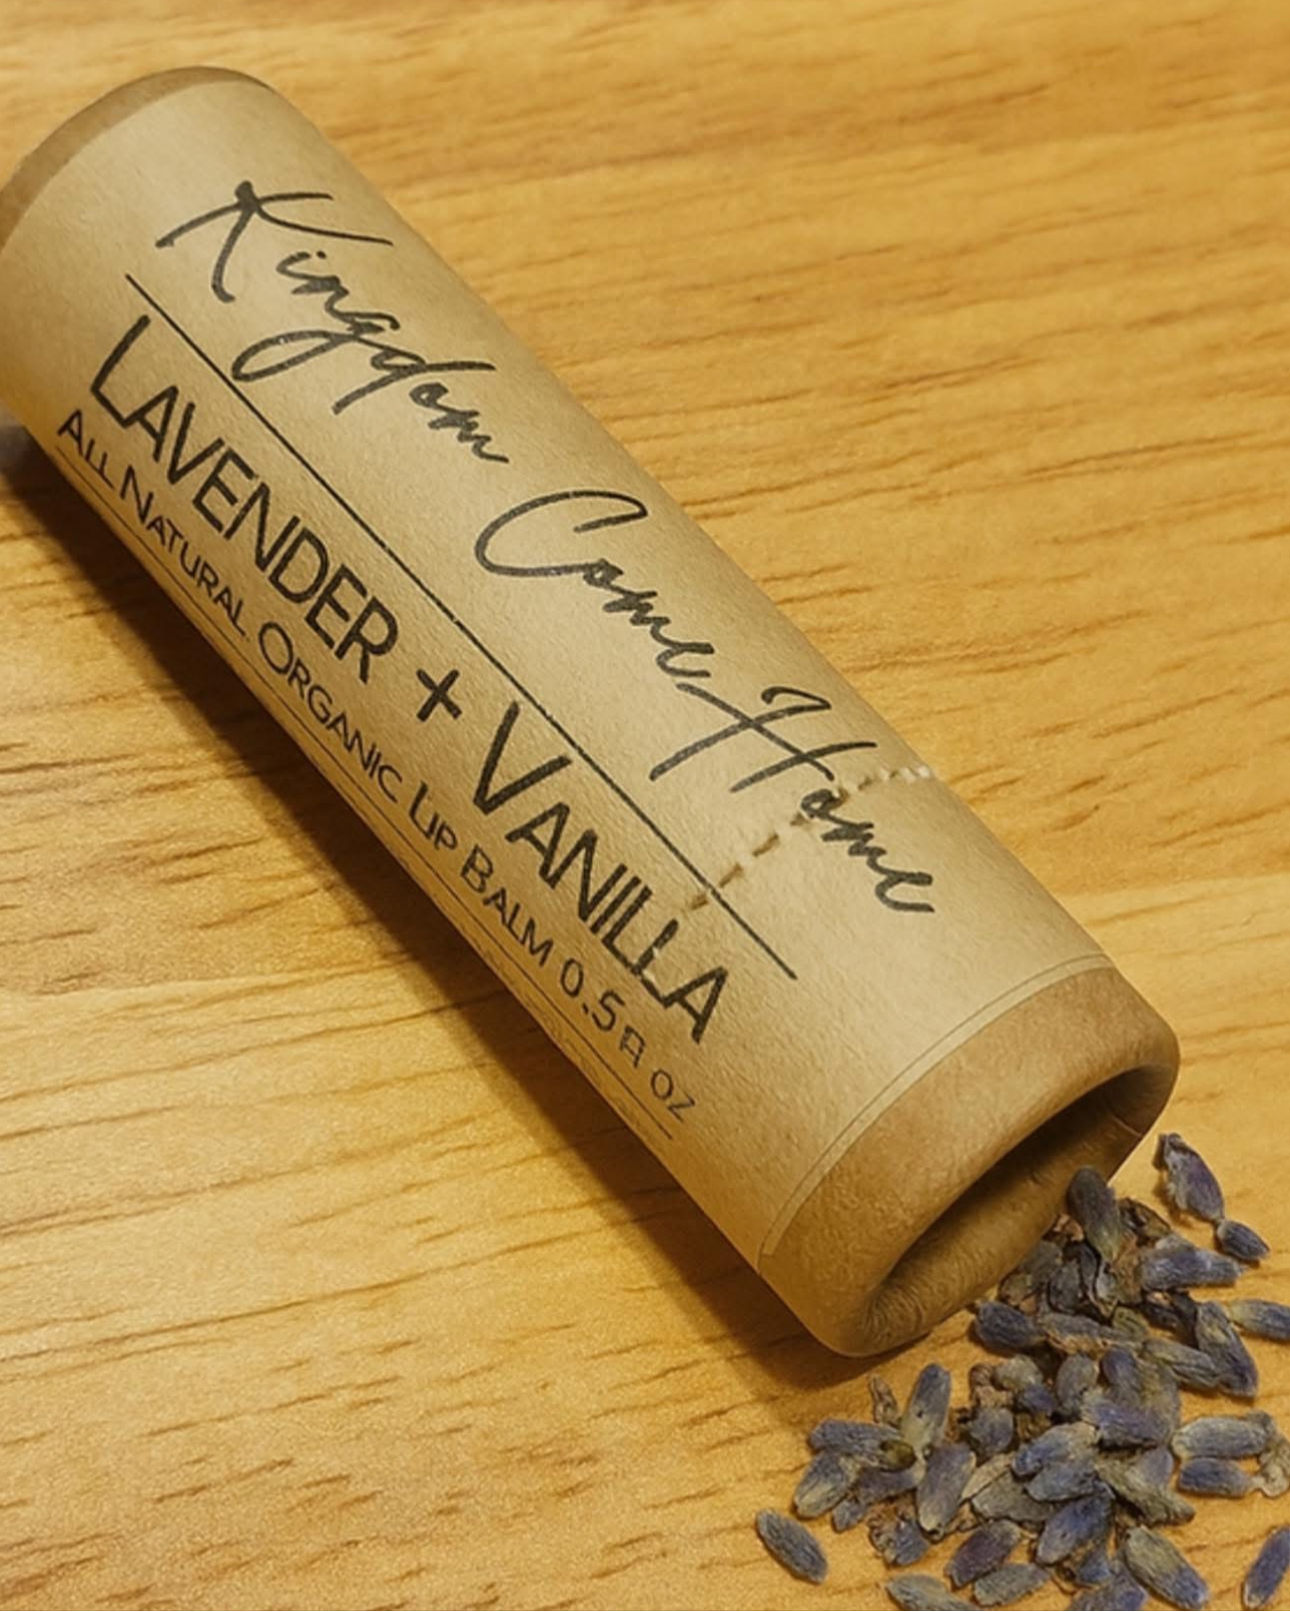 Kingdom Come Home
LAVENDER + VANILLA
ALL NATURAL ORGANIC LIP BALM 0.5 fl oz